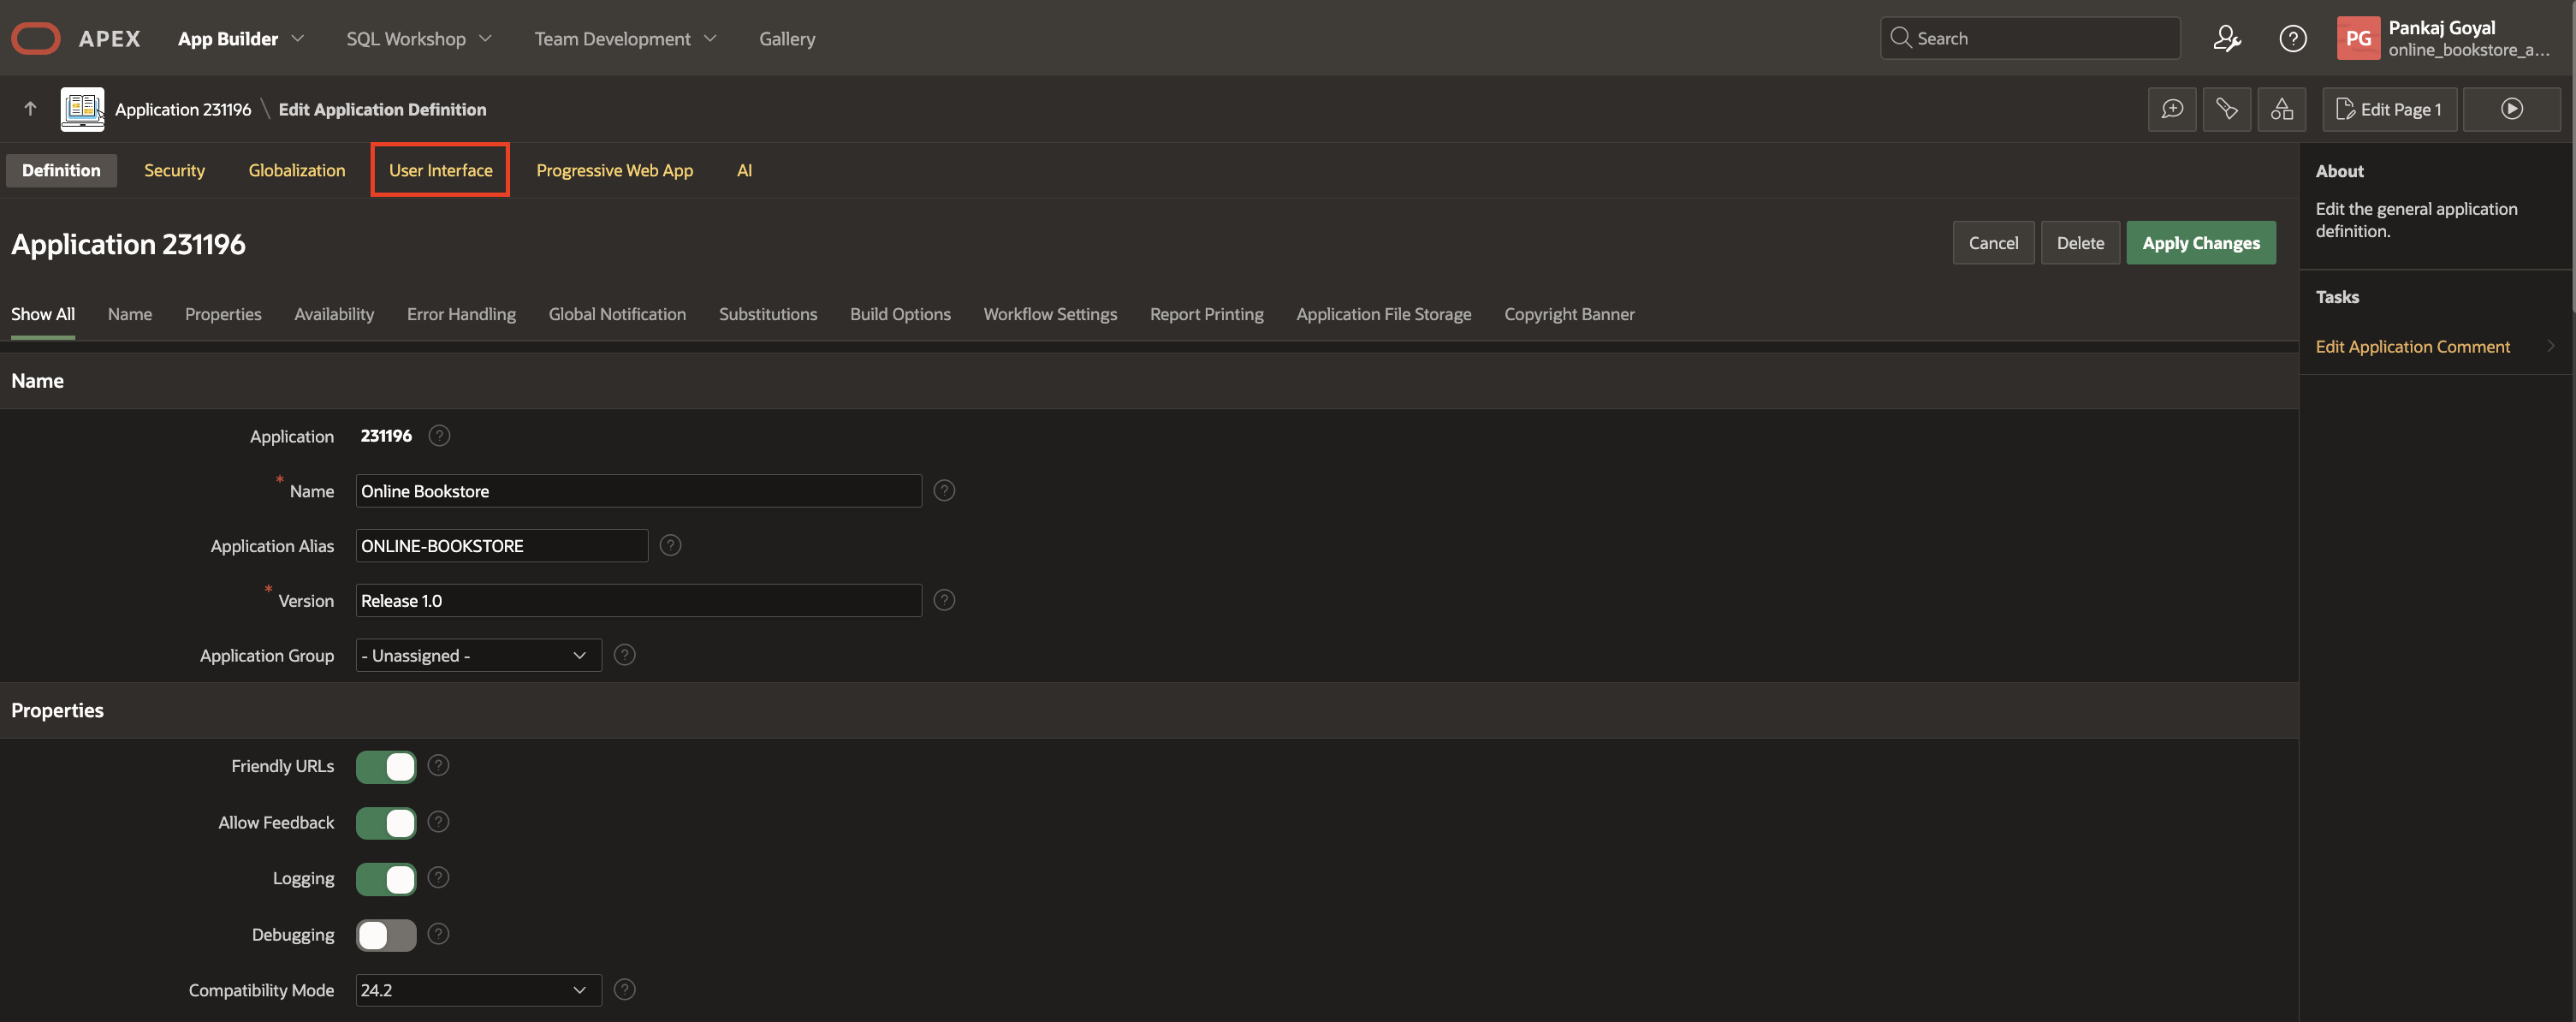 APEX App Builder SQL Workshop Team Development Gallery Search PG Pankaj Goyal
online_bookstore_a...
Application 231196 \ Edit Application Definition Edit Page 1
Definition Security Globalization User Interface Progressive Web App AI
About
Edit the general application
definition.
Application 231196 Cancel Delete Apply Changes
Tasks
Show All Name Properties Availability Error Handling Global Notification Substitutions Build Options Workflow Settings Report Printing Application File Storage Copyright Banner
Edit Application Comment
Name
Application 231196 ?
* Name Online Bookstore ?
Application Alias ONLINE-BOOKSTORE ?
* Version Release 1.0 ?
Application Group - Unassigned - ?
Properties
Friendly URLs ?
Allow Feedback ?
Logging ?
Debugging ?
Compatibility Mode 24.2 ?